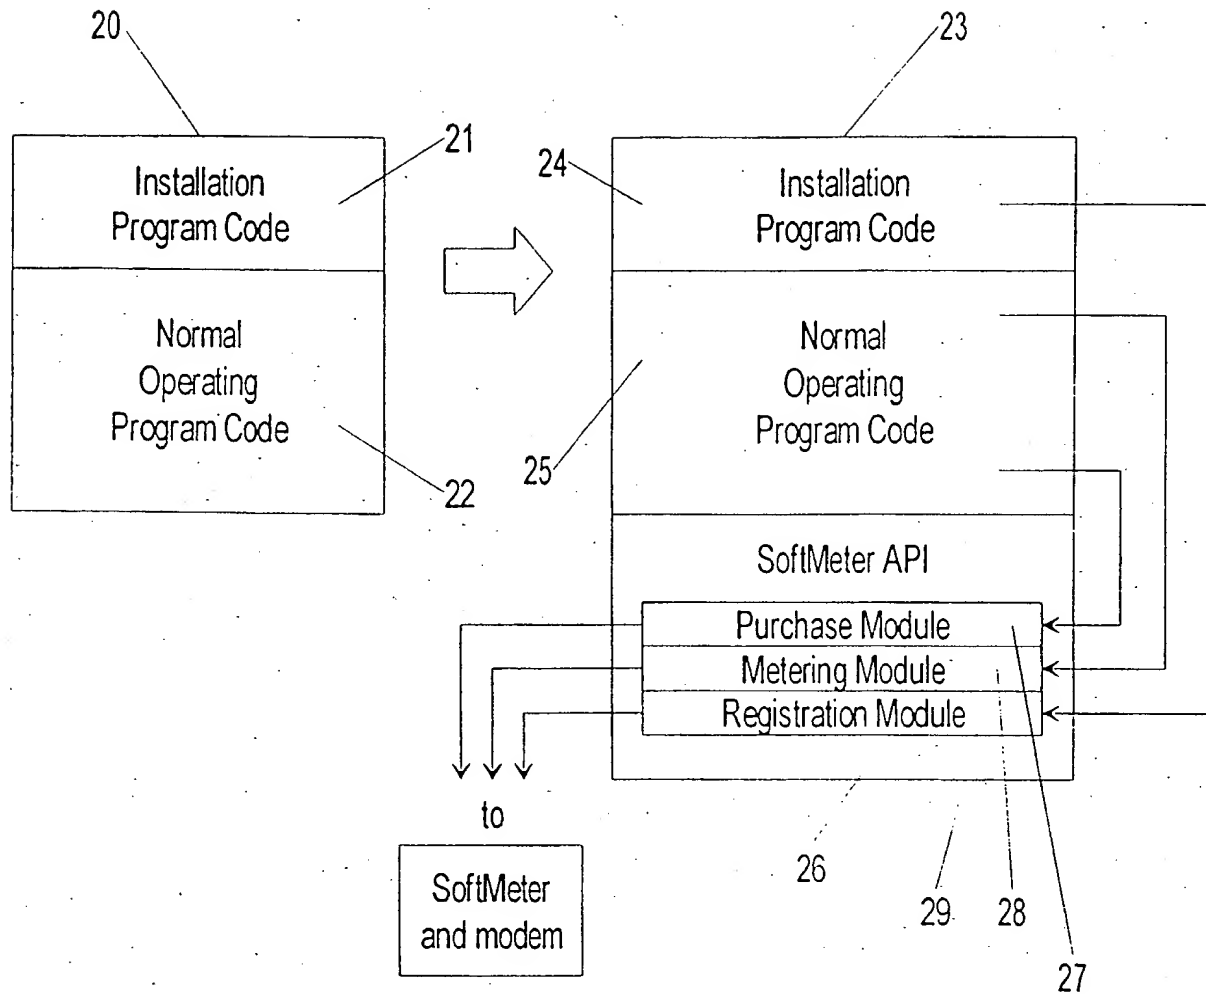 20
23
21
Installation
Program Code
24
Installation
Program Code
Normal
Operating
Program Code
Normal
Operating
Program Code
25
22
SoftMeter API
Purchase Module
Metering Module
Registration Module
to
SoftMeter
and modem
26
29
28
27